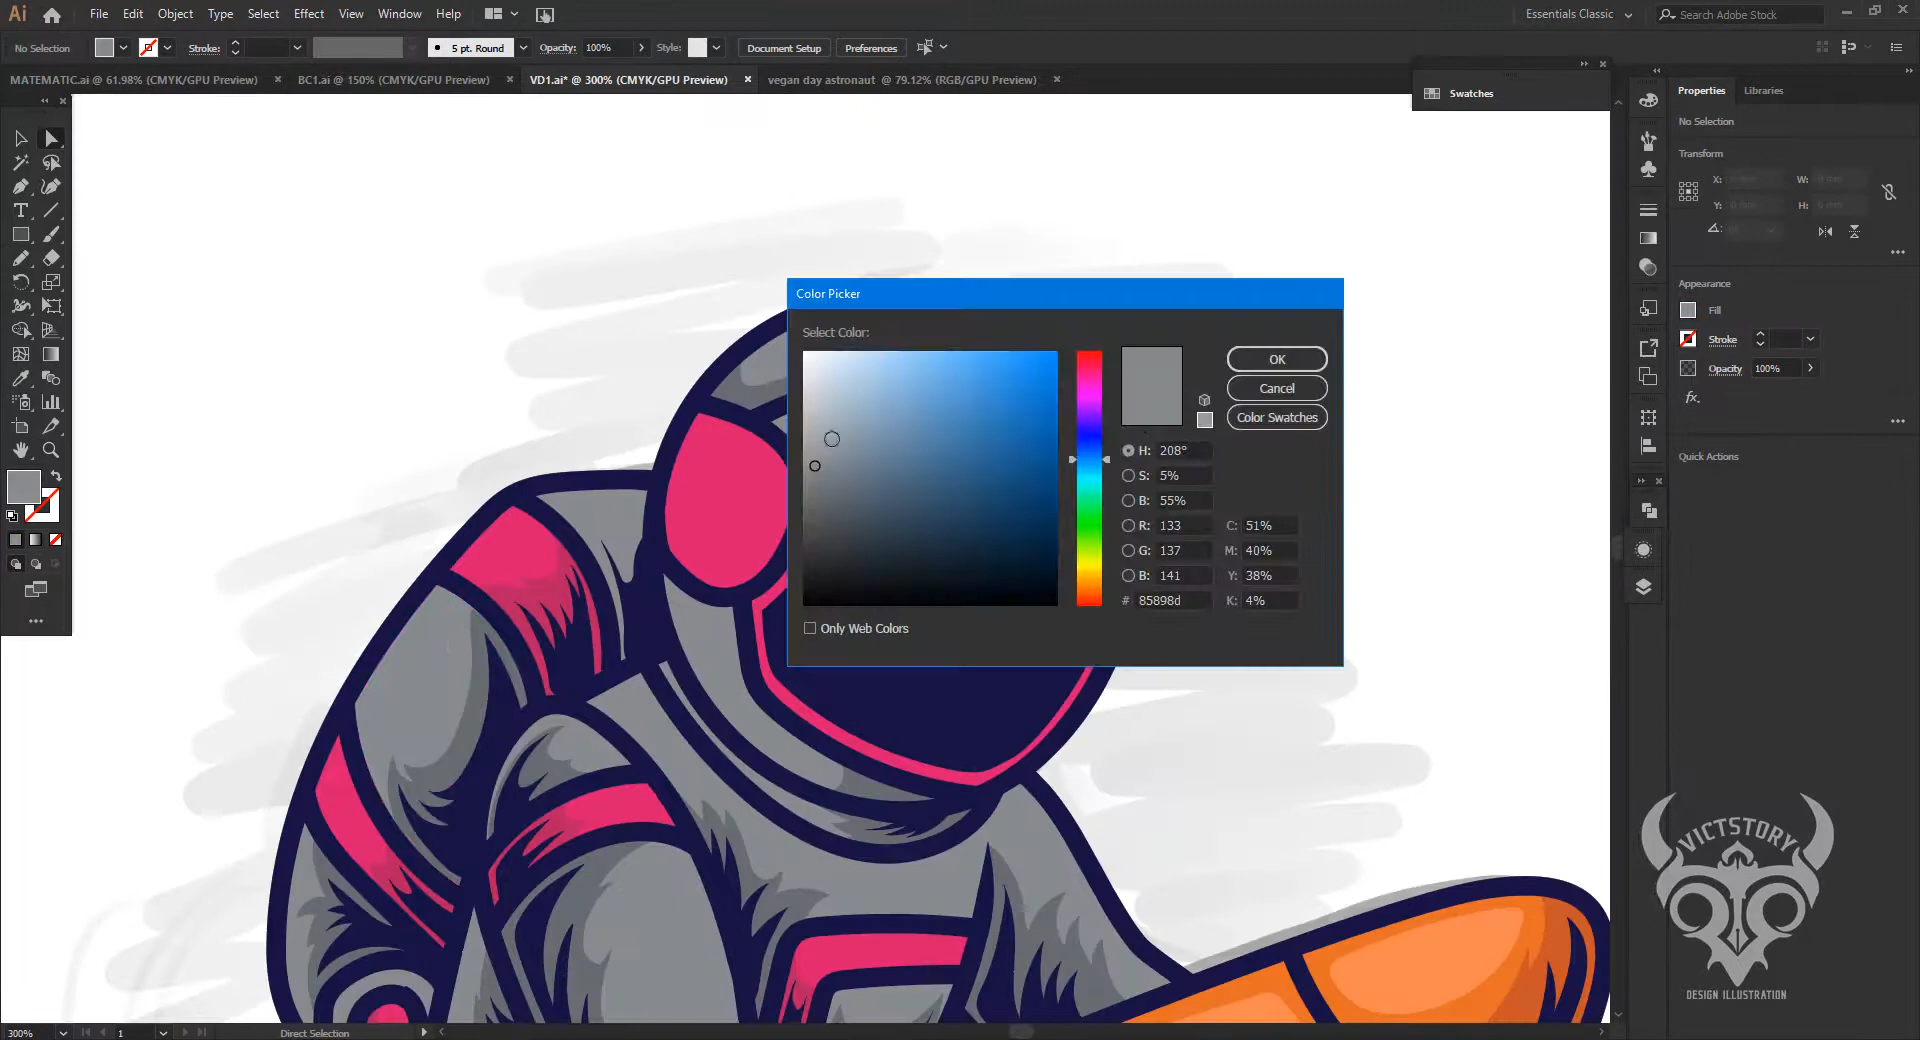 Ai File Edit Object Type Select Effect View Window Help Essentials Classic Search Adobe Stock
No Selection Stroke: 5 pt. Round Opacity: 100% Style: Document Setup Preferences
MATEMATIC.ai @ 61.98% (CMYK/GPU Preview) × BC1.ai @ 150% (CMYK/GPU Preview) × VD1.ai* @ 300% (CMYK/GPU Preview) × vegan day astronaut @ 79.12% (RGB/GPU Preview) ×
Swatches
Properties Libraries
No Selection
Transform
X: W:
Y: H:
Appearance
Fill
Stroke
Opacity 100%
fx.
Quick Actions
Color Picker
Select Color:
OK
Cancel
Color Swatches
H: 208°
S: 5%
B: 55%
R: 133 C: 51%
G: 137 M: 40%
B: 141 Y: 38%
# 85898d K: 4%
Only Web Colors
VICTSTORY
DESIGN ILLUSTRATION
300% 1 Direct Selection